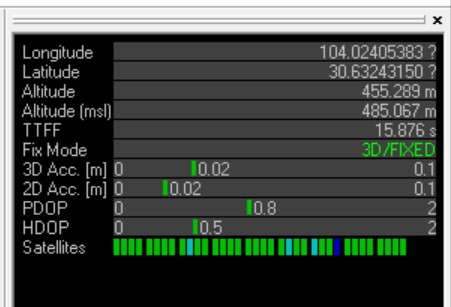 Longitude 104.02405383 ?
Latitude 30.63243150 ?
Altitude 455.289 m
Altitude (msl) 485.067 m
TTFF 15.876 s
Fix Mode 3D/FIXED
3D Acc. [m] 0 0.02 0.1
2D Acc. [m] 0 0.02 0.1
PDOP 0 0.8 2
HDOP 0 0.5 2
Satellites